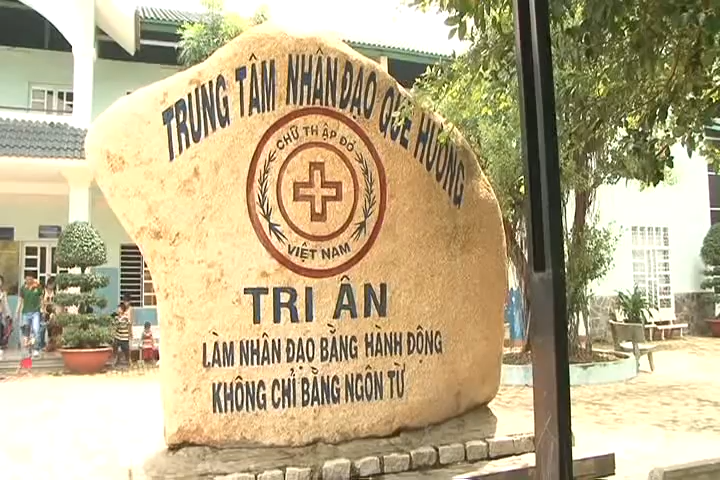 TRUNG TÂM NHÂN ĐẠO QUÊ HƯƠNG
CHỮ THẬP ĐỎ
VIỆT NAM
TRI ÂN
LÀM NHÂN ĐẠO BẰNG HÀNH ĐỘNG
KHÔNG CHỈ BẰNG NGÔN TỪ